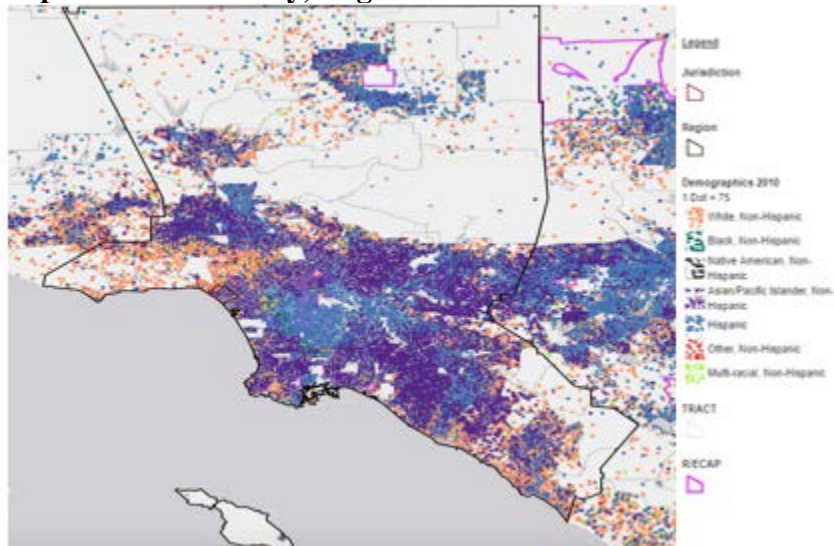 Legend
Jurisdiction
Region
Demographics 2010
1 Dot = 75
White, Non-Hispanic
Black, Non-Hispanic
Native American, Non-
Hispanic
Asian/Pacific Islander, Non-
Hispanic
Hispanic
Other, Non-Hispanic
Multi-racial, Non-Hispanic
TRACT
R/ECAP